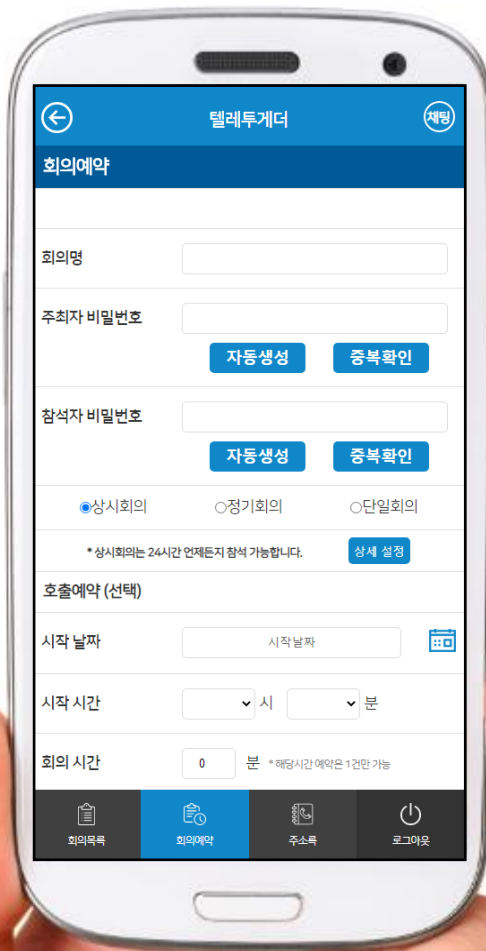 텔레투게더
채팅
회의예약
회의명
주최자 비밀번호
자동생성 중복확인
참석자 비밀번호
자동생성 중복확인
상시회의 정기회의 단일회의
* 상시회의는 24시간 언제든지 참석 가능합니다. 상세 설정
호출예약 (선택)
시작 날짜 시작날짜
시작 시간 시 분
회의 시간 0 분 * 해당시간 예약은 1건만 가능
회의목록 회의예약 주소록 로그아웃